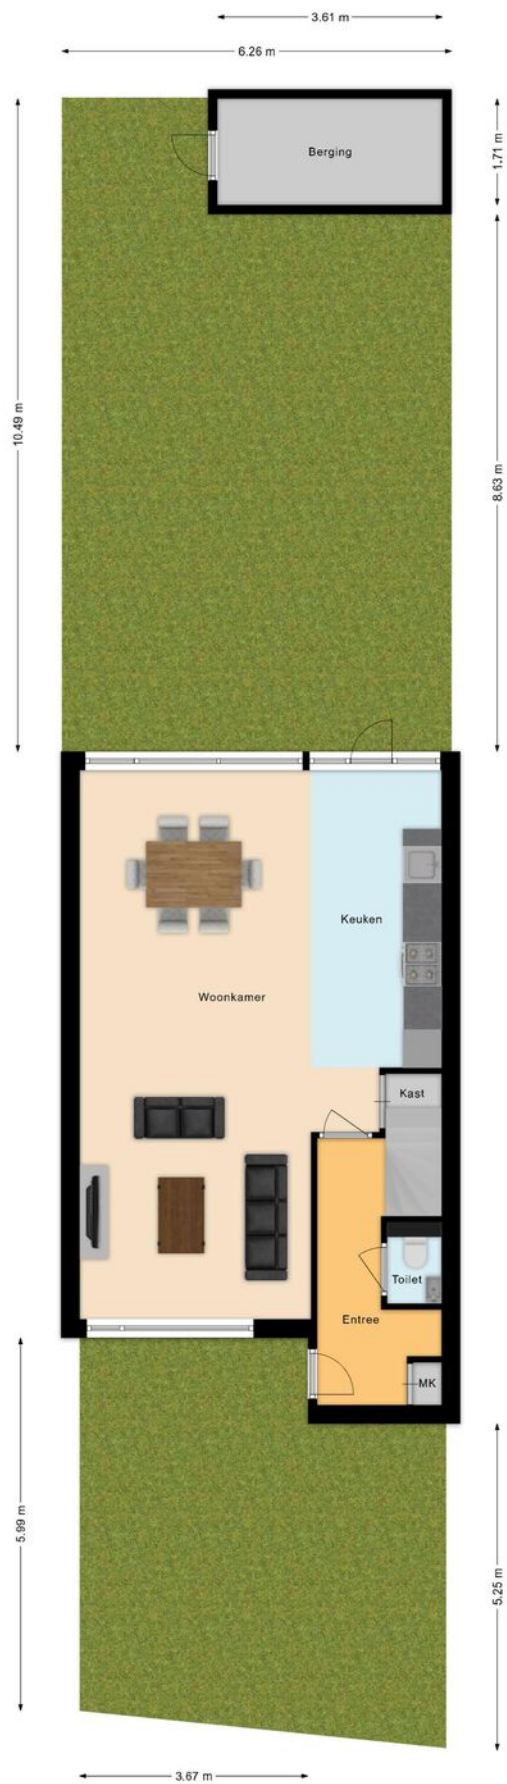 3.61 m
6.26 m
Berging
1.71 m
10.49 m
8.63 m
Keuken
Woonkamer
Kast
Toilet
Entree
MK
5.99 m
5.25 m
3.67 m